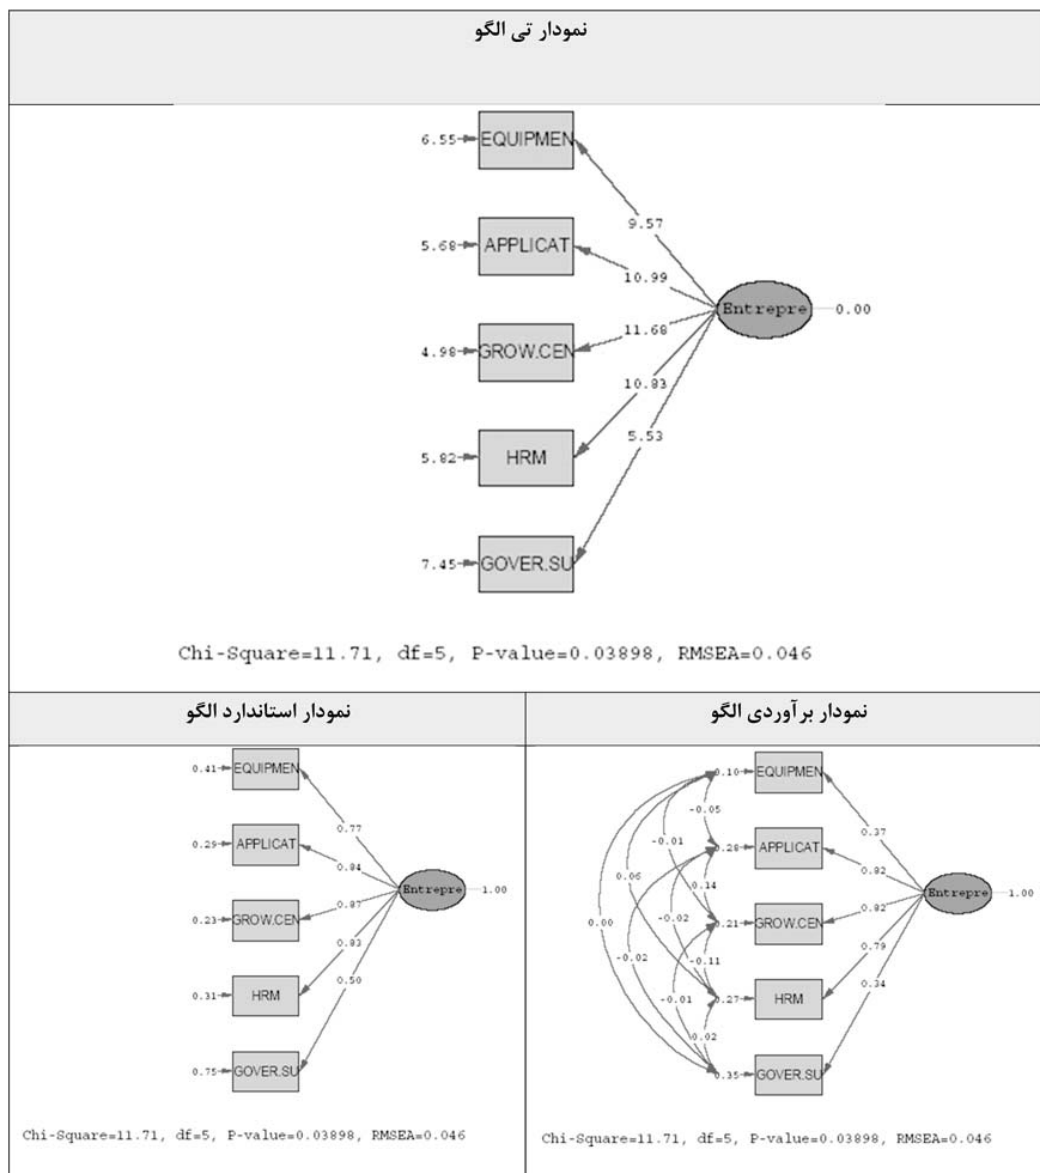 نمودار تی الگو
6.55 EQUIPMEN
9.57
5.68 APPLICAT
10.99
Entrepre 0.00
4.98 GROW.CEN
11.68
10.83
5.82 HRM
5.53
7.45 GOVER.SU
Chi-Square=11.71, df=5, P-value=0.03898, RMSEA=0.046
نمودار برآوردی الگو
0.10 EQUIPMEN
-0.05
0.37
-0.01
0.28 APPLICAT
0.82
0.06
0.14
Entrepre 1.00
0.00
-0.02
0.21 GROW.CEN
0.82
-0.02
-0.11
0.79
-0.01
0.27 HRM
0.34
0.02
0.35 GOVER.SU
Chi-Square=11.71, df=5, P-value=0.03898, RMSEA=0.046
نمودار استاندارد الگو
0.41 EQUIPMEN
0.77
0.29 APPLICAT
0.84
Entrepre 1.00
0.23 GROW.CEN
0.87
0.83
0.31 HRM
0.50
0.75 GOVER.SU
Chi-Square=11.71, df=5, P-value=0.03898, RMSEA=0.046